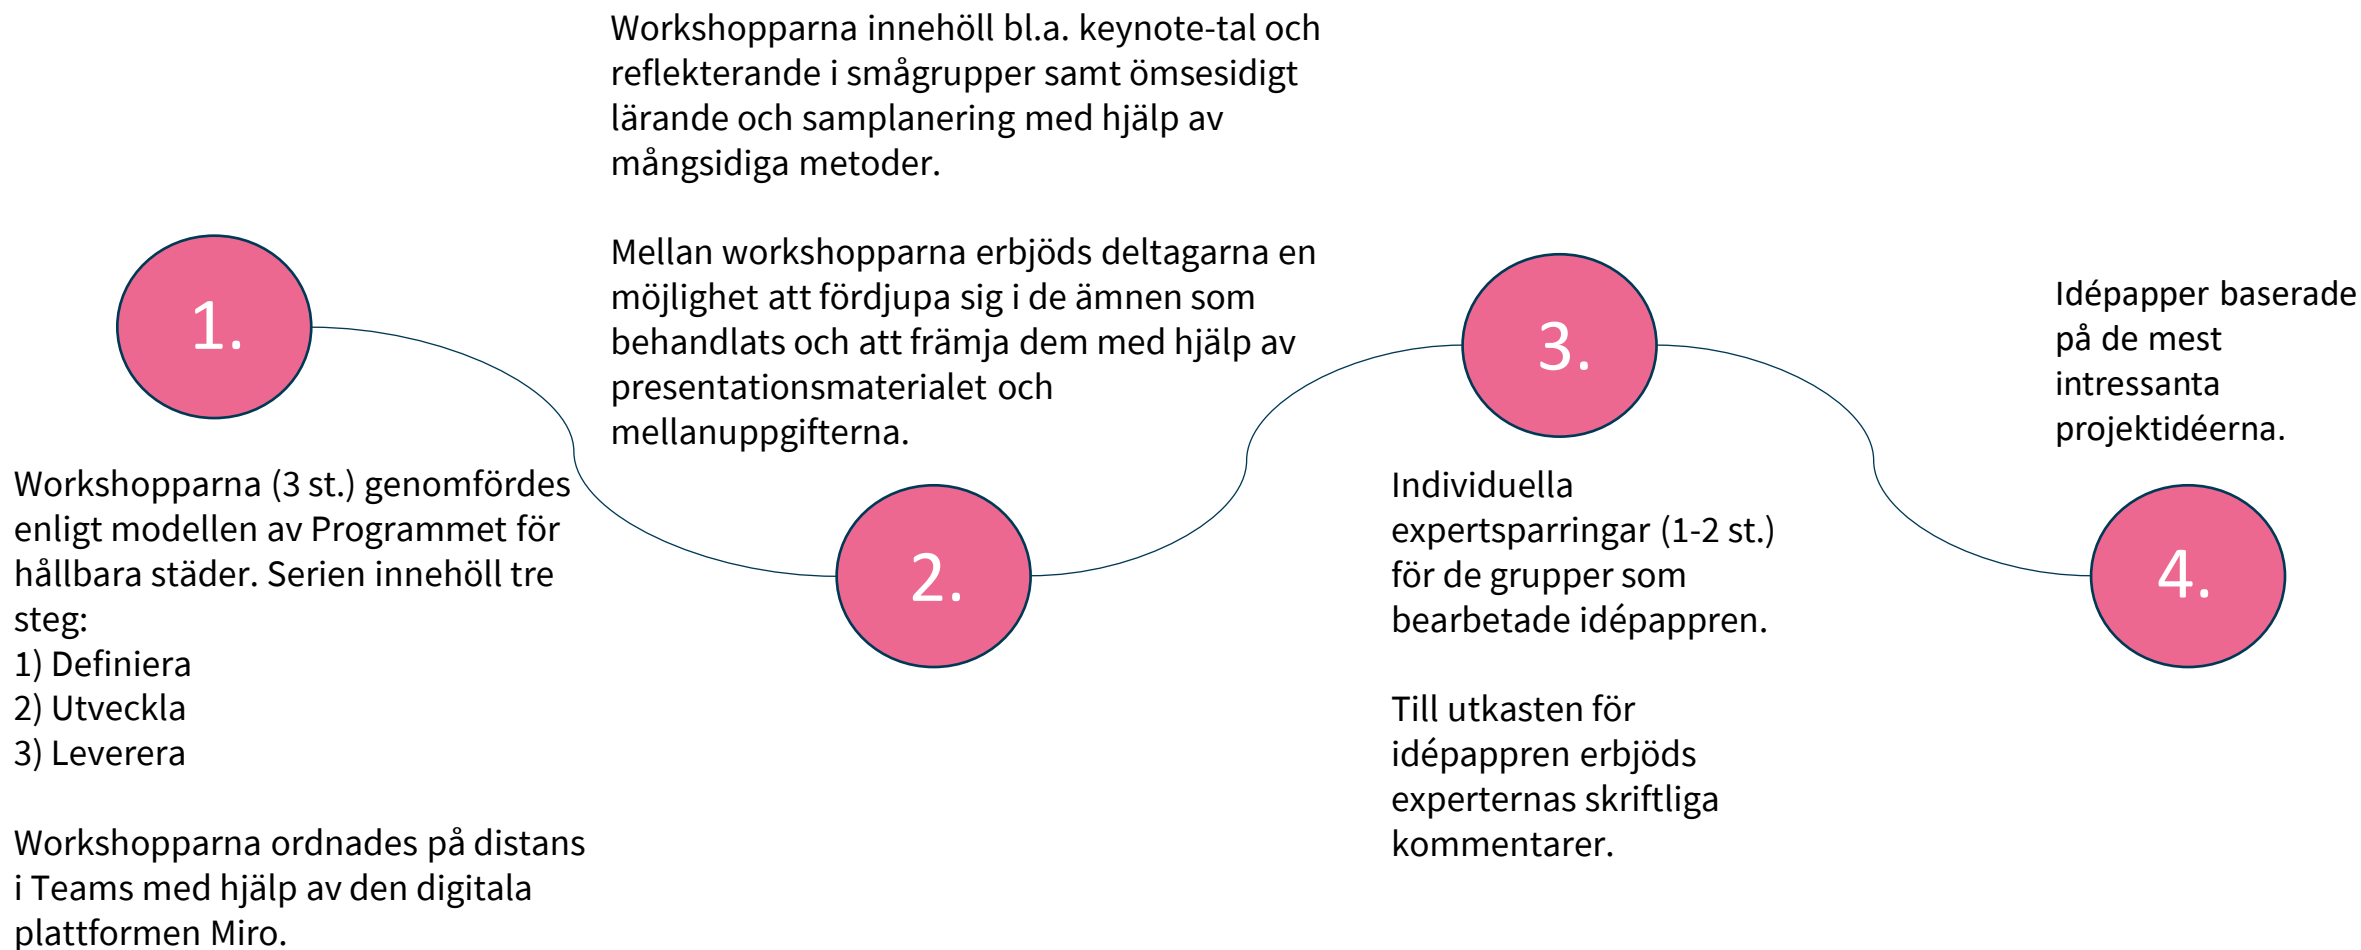 1.
Workshopparna (3 st.) genomfördes
enligt modellen av Programmet för
hållbara städer. Serien innehöll tre
steg:
1) Definiera
2) Utveckla
3) Leverera
Workshopparna ordnades på distans
i Teams med hjälp av den digitala
plattformen Miro.
Workshopparna innehöll bl.a. keynote-tal och
reflekterande i smågrupper samt ömsesidigt
lärande och samplanering med hjälp av
mångsidiga metoder.
Mellan workshopparna erbjöds deltagarna en
möjlighet att fördjupa sig i de ämnen som
behandlats och att främja dem med hjälp av
presentationsmaterialet och
mellanuppgifterna.
2.
3.
Individuella
expertsparringar (1-2 st.)
för de grupper som
bearbetade idépappren.
Till utkasten för
idépappren erbjöds
experternas skriftliga
kommentarer.
Idépapper baserade
på de mest
intressanta
projektidéerna.
4.